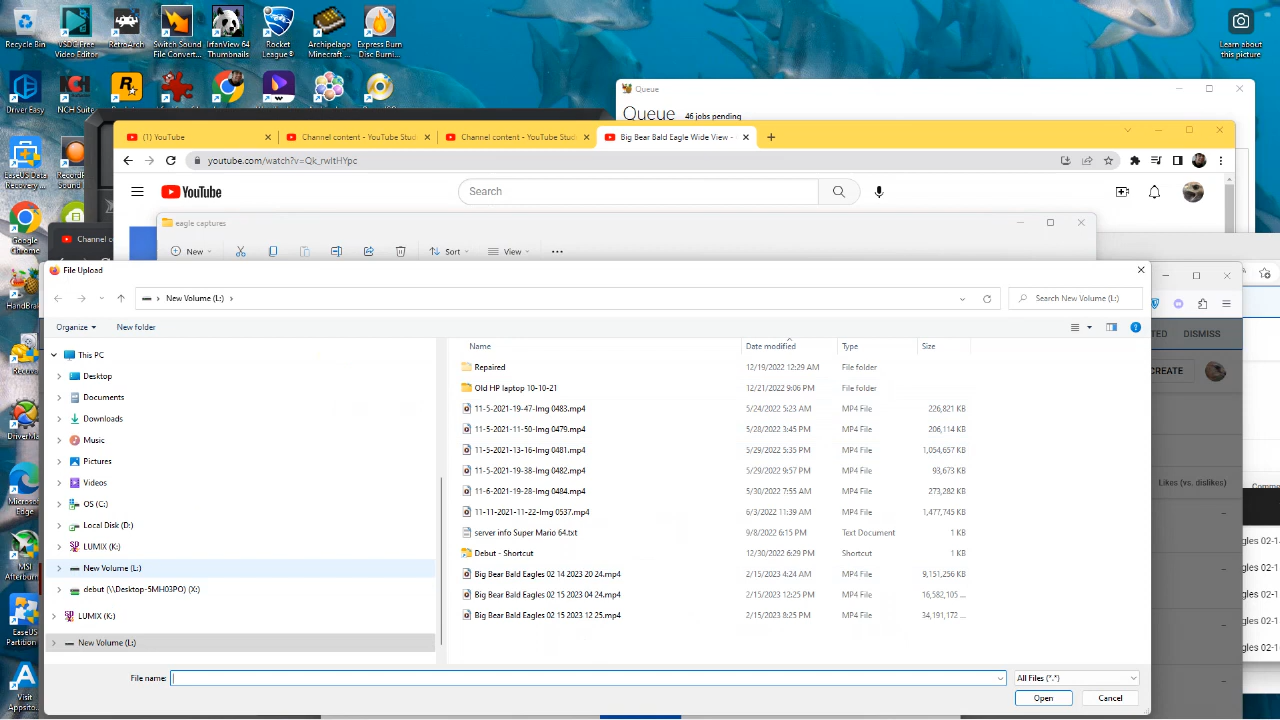 Recycle Bin
VSDC Free
Video Editor
RetroArch
Switch Sound
File Convert...
IrfanView 64
Thumbnails
Rocket
League®
Archipelago
Minecraft ...
Express Burn
Disc Burni...
Learn about
this picture
Driver Easy
NCH Suite
Queue
Queue 46 jobs pending
(1) YouTube
Channel content - YouTube Stud
Channel content - YouTube Stud
Big Bear Bald Eagle Wide View -
youtube.com/watch?v=Qk_rwItHYpc
EaseUS Data
Recovery ...
YouTube
Search
Google
Chrome
Channel co
eagle captures
New
Sort
View
File Upload
New Volume (L:)
Search New Volume (L:)
Organize
New folder
This PC
Desktop
Documents
Downloads
Music
Pictures
Videos
OS (C:)
Local Disk (D:)
LUMIX (K:)
New Volume (L:)
debut (\\Desktop-5MH03PO) (X:)
LUMIX (K:)
New Volume (L:)
Name Date modified Type Size
Repaired 12/19/2022 12:29 AM File folder
Old HP laptop 10-10-21 12/21/2022 9:06 PM File folder
11-5-2021-19-47-Img 0483.mp4 5/24/2022 5:23 AM MP4 File 226,821 KB
11-5-2021-11-50-Img 0479.mp4 5/28/2022 3:45 PM MP4 File 206,114 KB
11-5-2021-13-16-Img 0481.mp4 5/29/2022 5:35 PM MP4 File 1,054,657 KB
11-5-2021-19-38-Img 0482.mp4 5/29/2022 9:57 PM MP4 File 93,673 KB
11-6-2021-19-28-Img 0484.mp4 5/30/2022 7:55 AM MP4 File 273,282 KB
11-11-2021-11-22-Img 0537.mp4 6/3/2022 11:39 AM MP4 File 1,477,745 KB
server info Super Mario 64.txt 9/8/2022 6:15 PM Text Document 1 KB
Debut - Shortcut 12/30/2022 6:29 PM Shortcut 1 KB
Big Bear Bald Eagles 02 14 2023 20 24.mp4 2/15/2023 4:24 AM MP4 File 9,151,256 KB
Big Bear Bald Eagles 02 15 2023 04 24.mp4 2/15/2023 12:25 PM MP4 File 16,582,105 ...
Big Bear Bald Eagles 02 15 2023 12 25.mp4 2/15/2023 8:25 PM MP4 File 34,191,172 ...
File name:
All Files (*.*)
Open
Cancel
DISMISS
CREATE
Likes (vs. dislikes)
Microsoft
Edge
MSI
Afterburn
EaseUS
Partition
Visit
Appsito